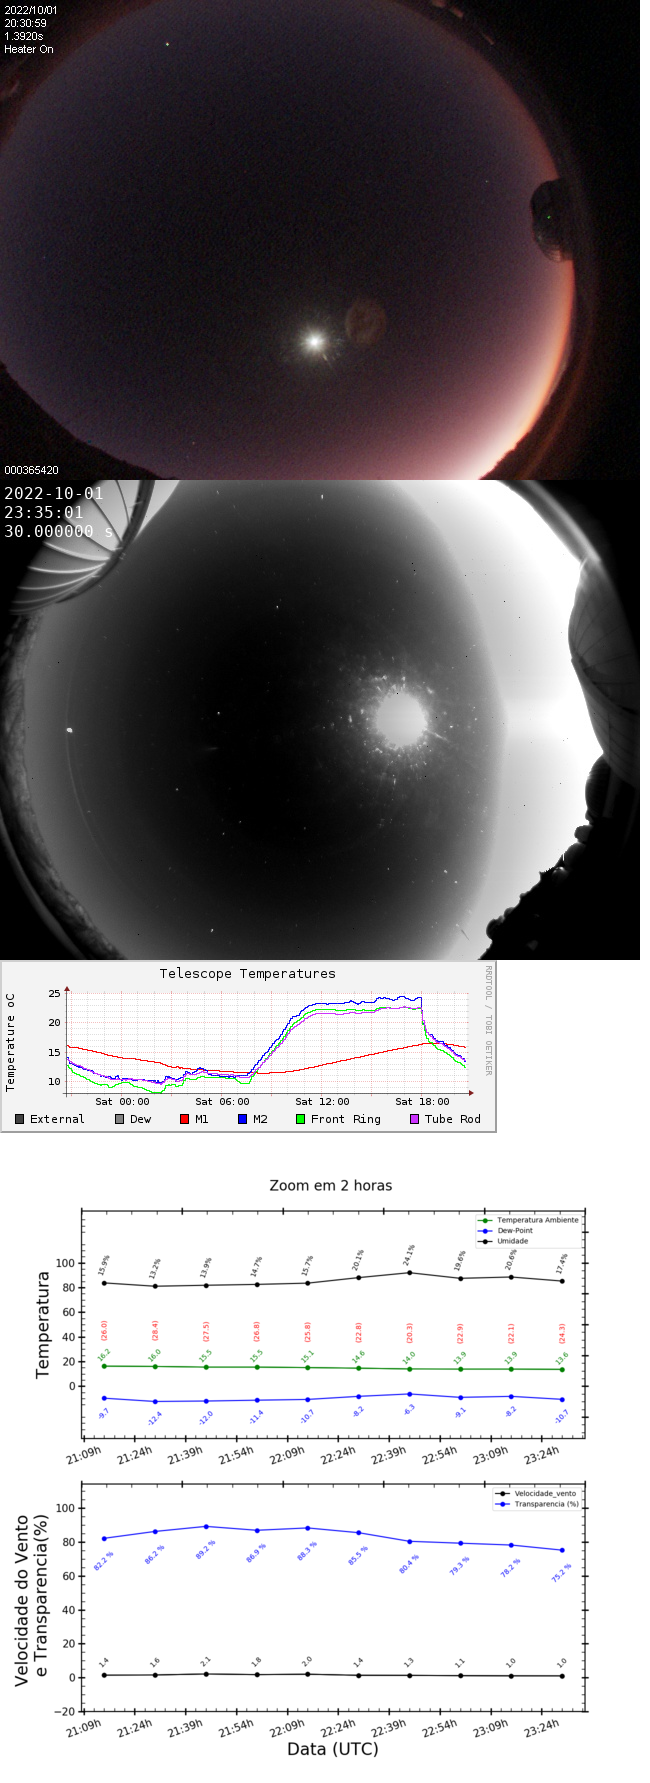 2022/10/01
20:30:59
1.3920s
Heater On
000365420
2022-10-01
23:35:01
30.000000 s
Telescope Temperatures
RRDTOOL / TOBI OETIKER
Temperature oC
25
20
15
10
Sat 00:00 Sat 06:00 Sat 12:00 Sat 18:00
External Dew M1 M2 Front Ring Tube Rod
Zoom em 2 horas
Temperatura Ambiente
Dew-Point
Umidade
Temperatura
100
80
60
40
20
0
15.9% 13.2% 13.9% 14.7% 15.7% 20.1% 24.1% 19.6% 20.6% 17.4%
(26.0) (28.4) (27.5) (26.8) (25.8) (22.8) (20.3) (22.9) (22.1) (24.3)
16.2 16.0 15.5 15.5 15.1 14.6 14.0 13.9 13.9 13.6
-9.7 -12.4 -12.0 -11.4 -10.7 -8.2 -6.3 -9.1 -8.2 -10.7
21:09h 21:24h 21:39h 21:54h 22:09h 22:24h 22:39h 22:54h 23:09h 23:24h
Velocidade_vento
Transparencia (%)
Velocidade do Vento
e Transparencia(%)
100
80
60
40
20
0
−20
82.2 % 86.2 % 89.2 % 86.9 % 88.3 % 85.5 % 80.4 % 79.3 % 78.2 % 75.2 %
1.4 1.6 2.1 1.8 2.0 1.4 1.3 1.1 1.0 1.0
21:09h 21:24h 21:39h 21:54h 22:09h 22:24h 22:39h 22:54h 23:09h 23:24h
Data (UTC)